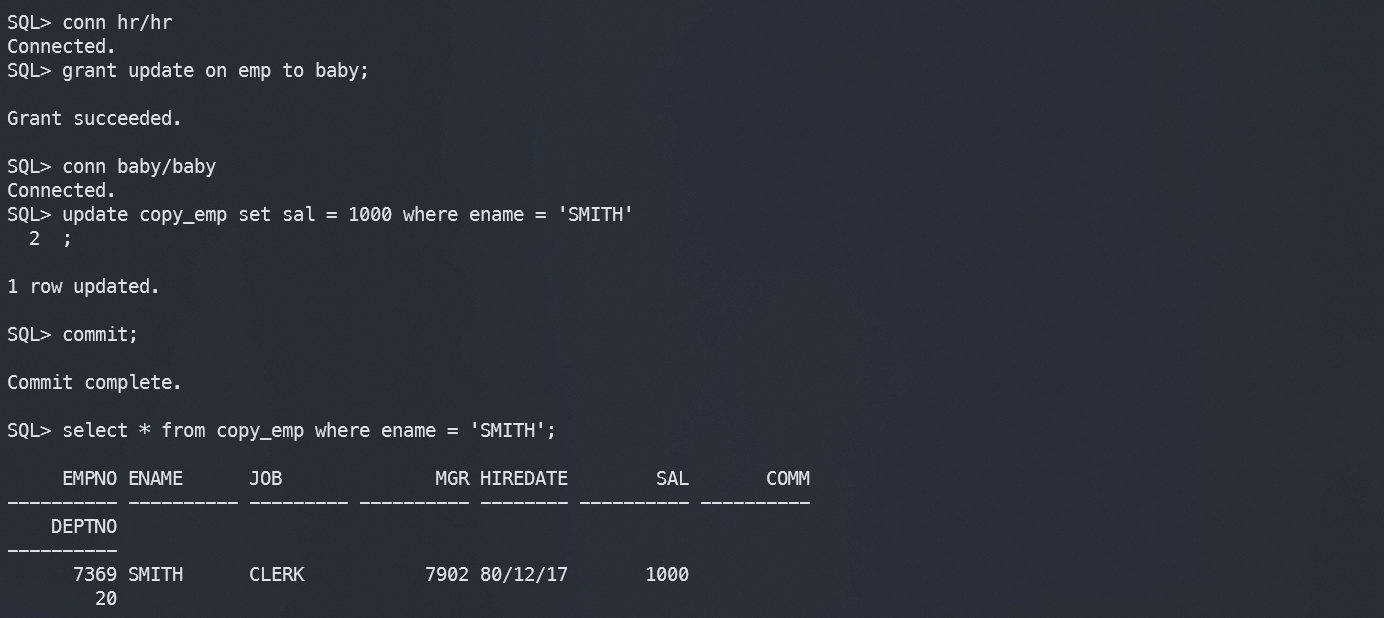 SQL> conn hr/hr
Connected.
SQL> grant update on emp to baby;
Grant succeeded.
SQL> conn baby/baby
Connected.
SQL> update copy_emp set sal = 1000 where ename = 'SMITH'
  2  ;
1 row updated.
SQL> commit;
Commit complete.
SQL> select * from copy_emp where ename = 'SMITH';
     EMPNO ENAME      JOB              MGR HIREDATE        SAL       COMM
---------- ---------- --------- ---------- -------- ---------- ----------
    DEPTNO
----------
      7369 SMITH      CLERK           7902 80/12/17       1000
        20